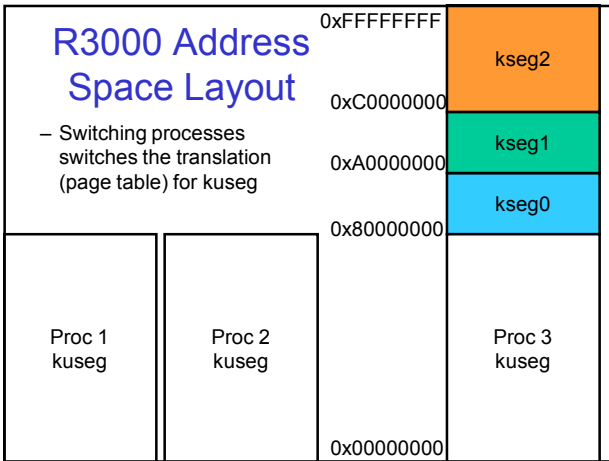 R3000 Address
Space Layout
– Switching processes
switches the translation
(page table) for kuseg
0xFFFFFFFF
kseg2
0xC0000000
kseg1
0xA0000000
kseg0
0x80000000
Proc 1
kuseg
Proc 2
kuseg
Proc 3
kuseg
0x00000000